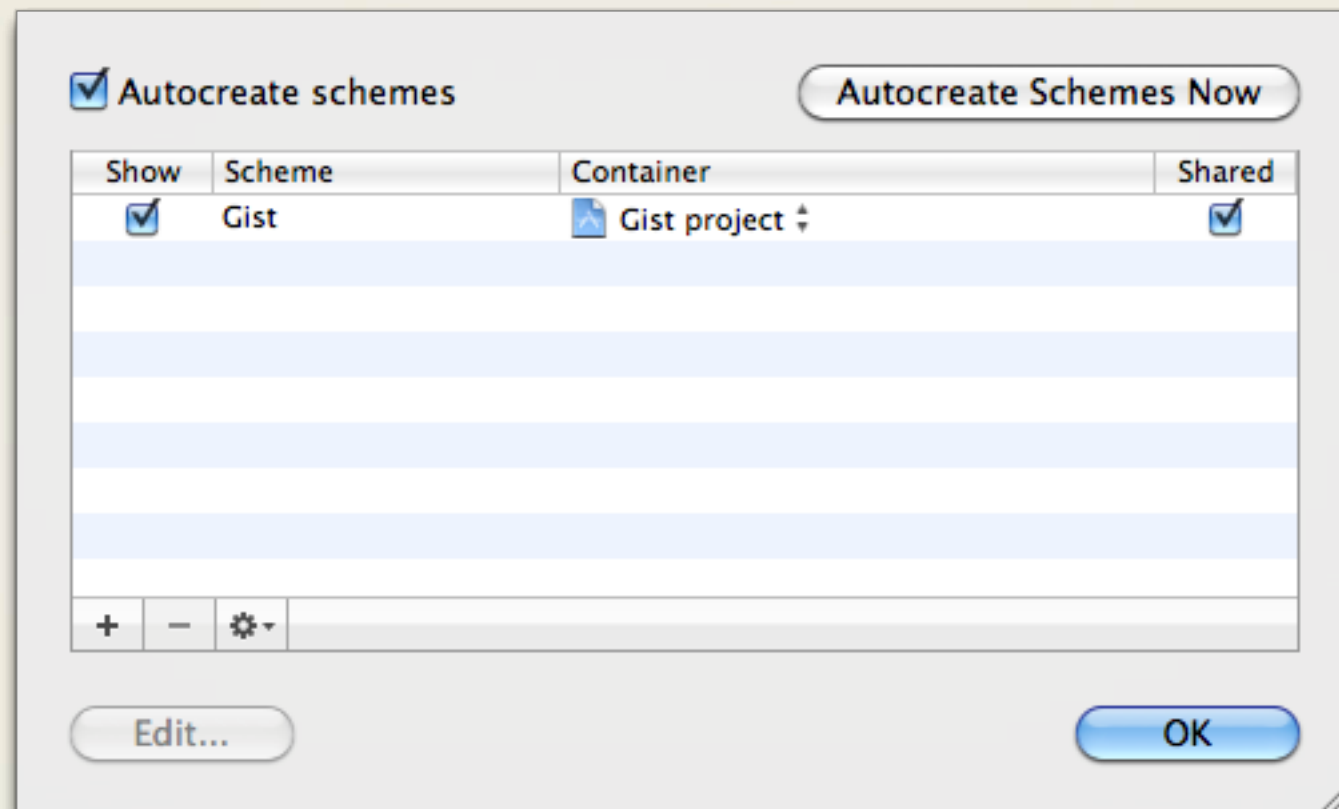 Autocreate schemes Autocreate Schemes Now
Show Scheme Container Shared
Gist Gist project
Edit... OK